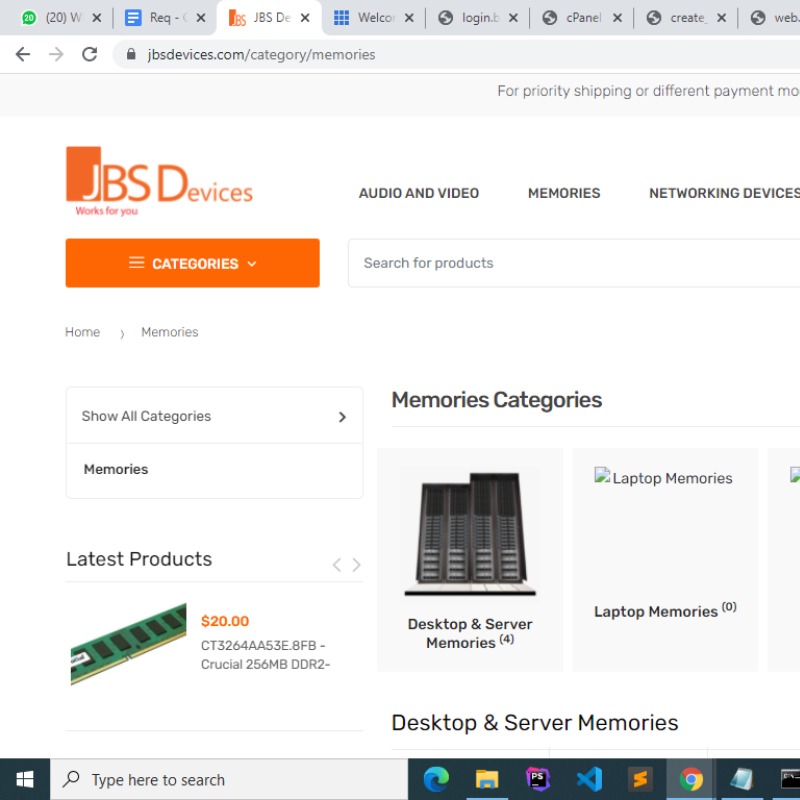 (20) W
Req - G
JBS De
Welcor
login.b
cPanel
create_
web.
jbsdevices.com/category/memories
For priority shipping or different payment mo
JBS Devices
Works for you
AUDIO AND VIDEO
MEMORIES
NETWORKING DEVICES
CATEGORIES
Search for products
Home
Memories
Show All Categories
Memories
Memories Categories
Laptop Memories
Desktop & Server
Memories (4)
Laptop Memories (0)
Latest Products
$20.00
CT3264AA53E.8FB -
Crucial 256MB DDR2-
Desktop & Server Memories
Type here to search
PS